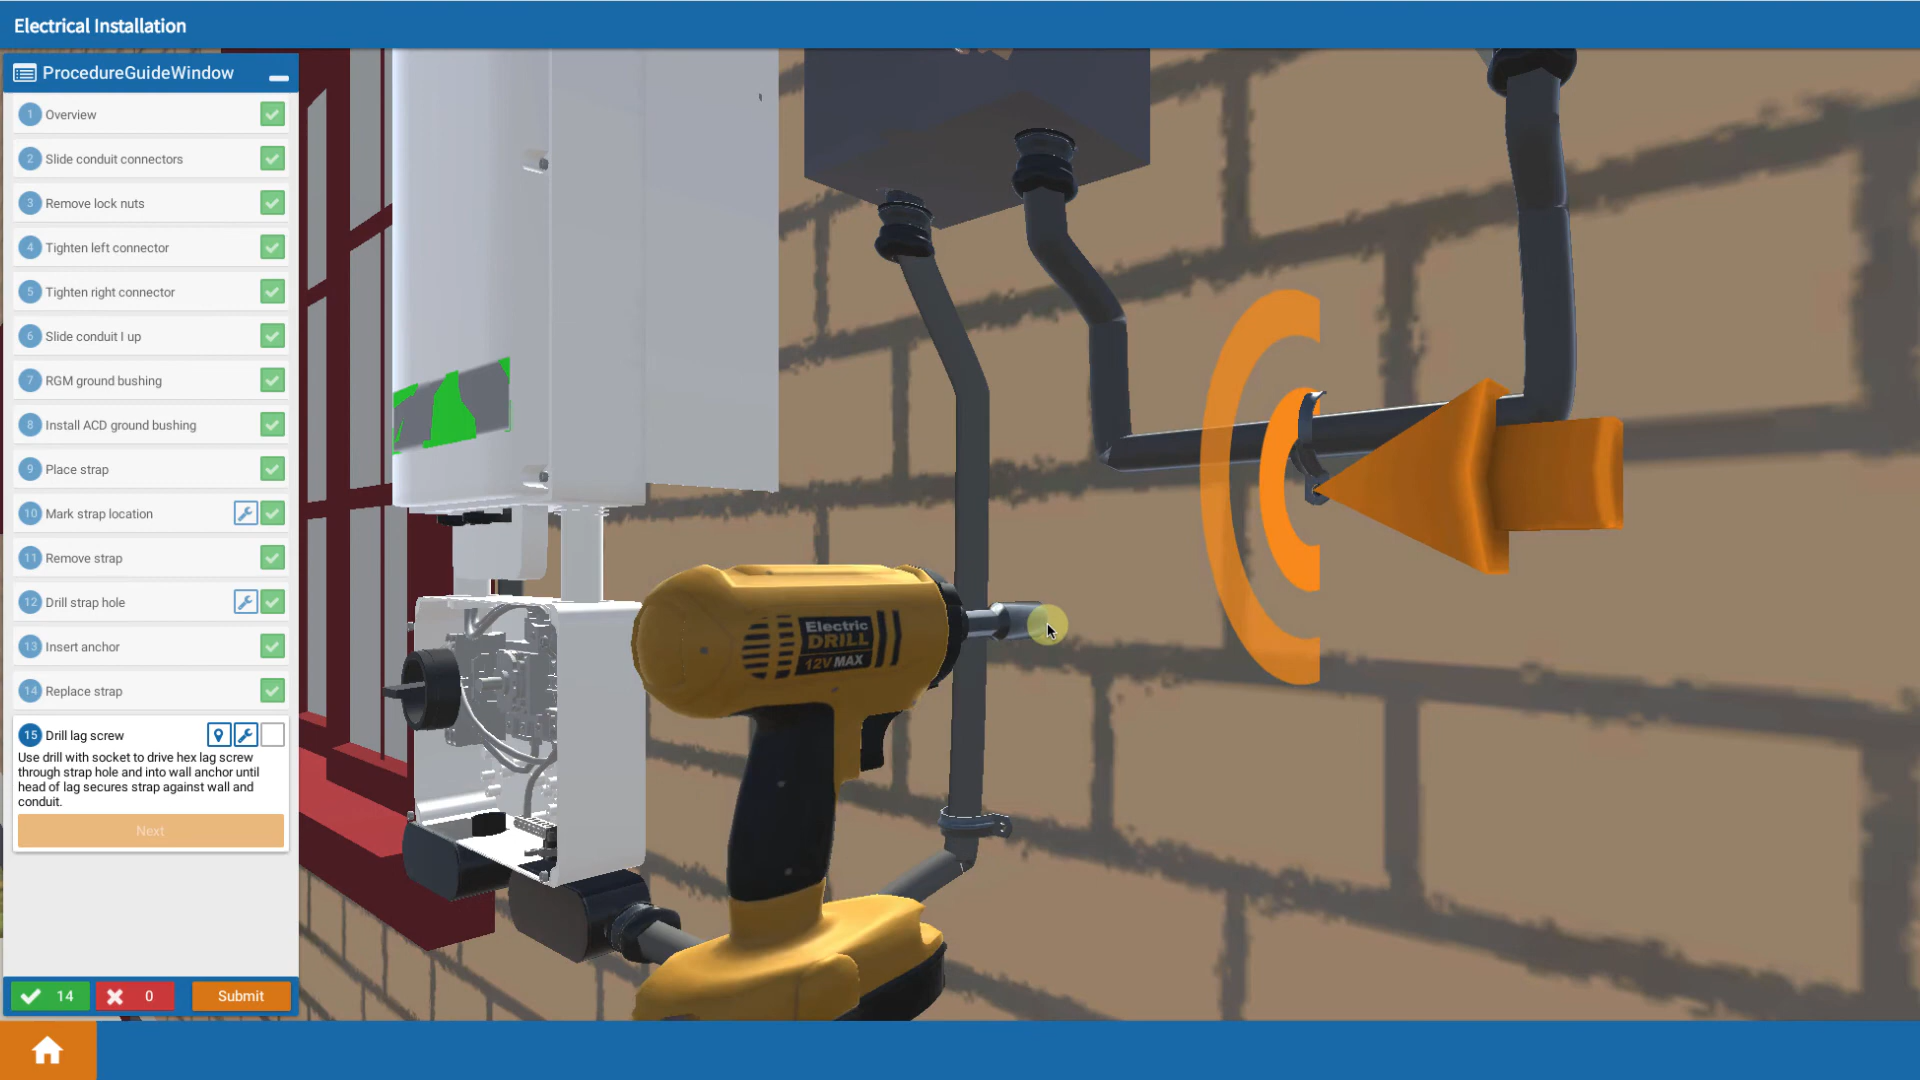 Electrical Installation
ProcedureGuideWindow
1 Overview
2 Slide conduit connectors
3 Remove lock nuts
4 Tighten left connector
5 Tighten right connector
6 Slide conduit I up
7 RGM ground bushing
8 Install ACD ground bushing
9 Place strap
10 Mark strap location
11 Remove strap
12 Drill strap hole
13 Insert anchor
14 Replace strap
15 Drill lag screw
Use drill with socket to drive hex lag screw
through strap hole and into wall anchor until
head of lag secures strap against wall and
conduit.
Next
14 0 Submit
Electric
DRILL
12V MAX